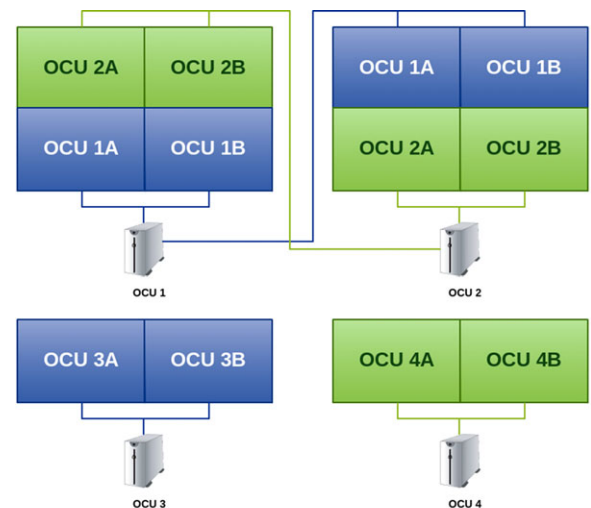 OCU 2A OCU 2B OCU 1A OCU 1B
OCU 1A OCU 1B OCU 2A OCU 2B
OCU 1 OCU 2
OCU 3A OCU 3B OCU 4A OCU 4B
OCU 3 OCU 4